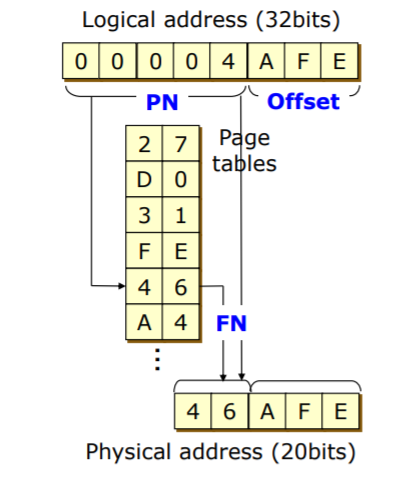 Logical address (32bits)
0 0 0 0 4 A F E
PN Offset
Page
tables
2 7
D 0
3 1
F E
4 6
A 4
FN
⋮
4 6 A F E
Physical address (20bits)